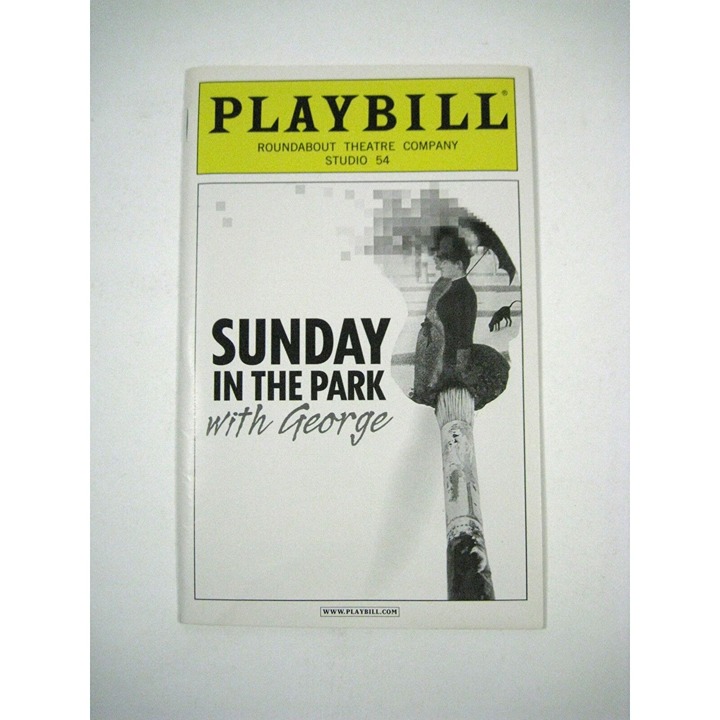 PLAYBILL®
ROUNDABOUT THEATRE COMPANY
STUDIO 54
SUNDAY
IN THE PARK
with George
WWW.PLAYBILL.COM